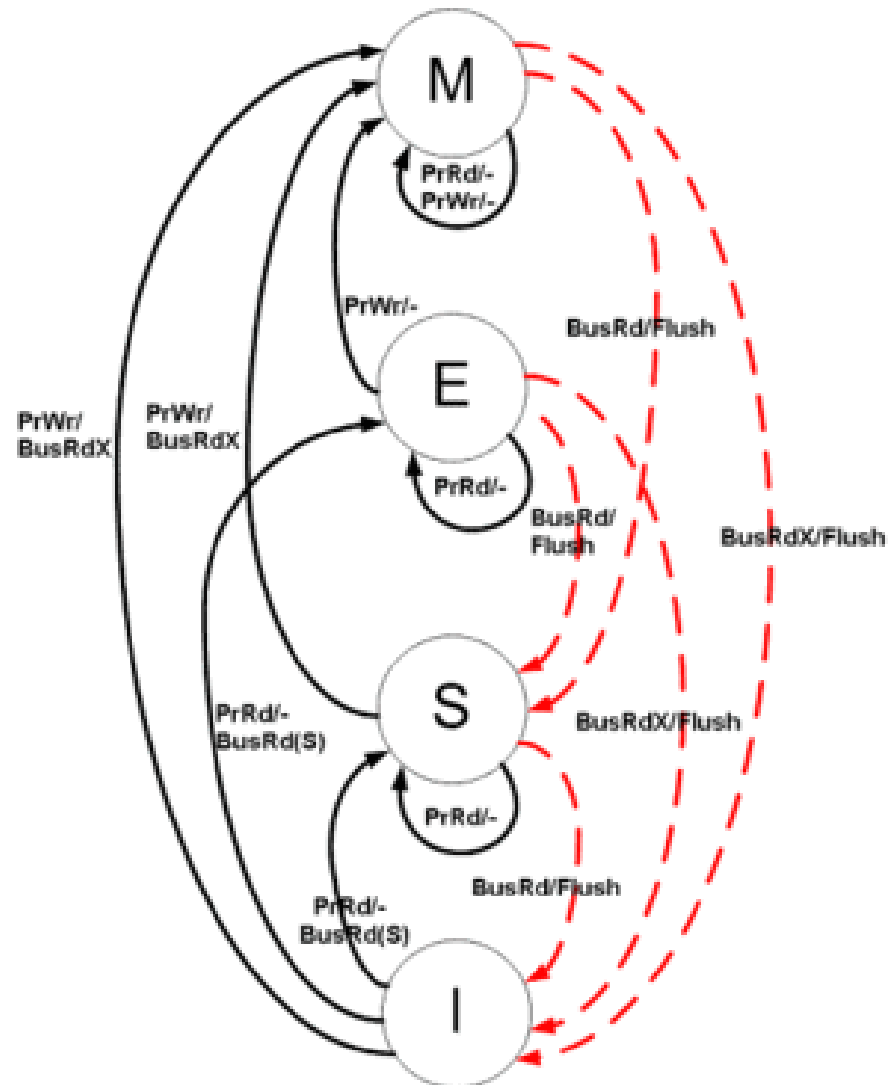 M
PrRd/-
PrWr/-
PrWr/-
BusRd/Flush
E
PrWr/
BusRdX
PrWr/
BusRdX
PrRd/-
BusRd/
Flush
BusRdX/Flush
S
PrRd/-
BusRd(S)
BusRdX/Flush
PrRd/-
BusRd/Flush
PrRd/-
BusRd(S)
I